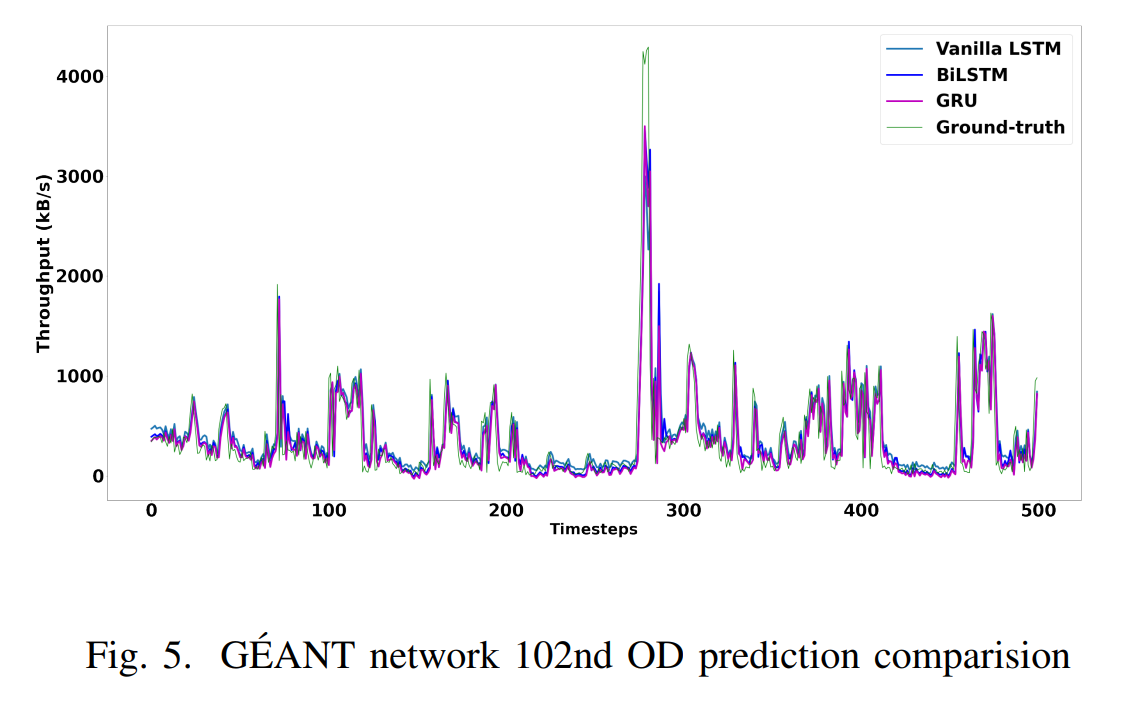 Vanilla LSTM
BiLSTM
GRU
Ground-truth
4000
3000
2000
1000
0
Throughput (kB/s)
0 100 200 300 400 500
Timesteps
Fig. 5. GÉANT network 102nd OD prediction comparision